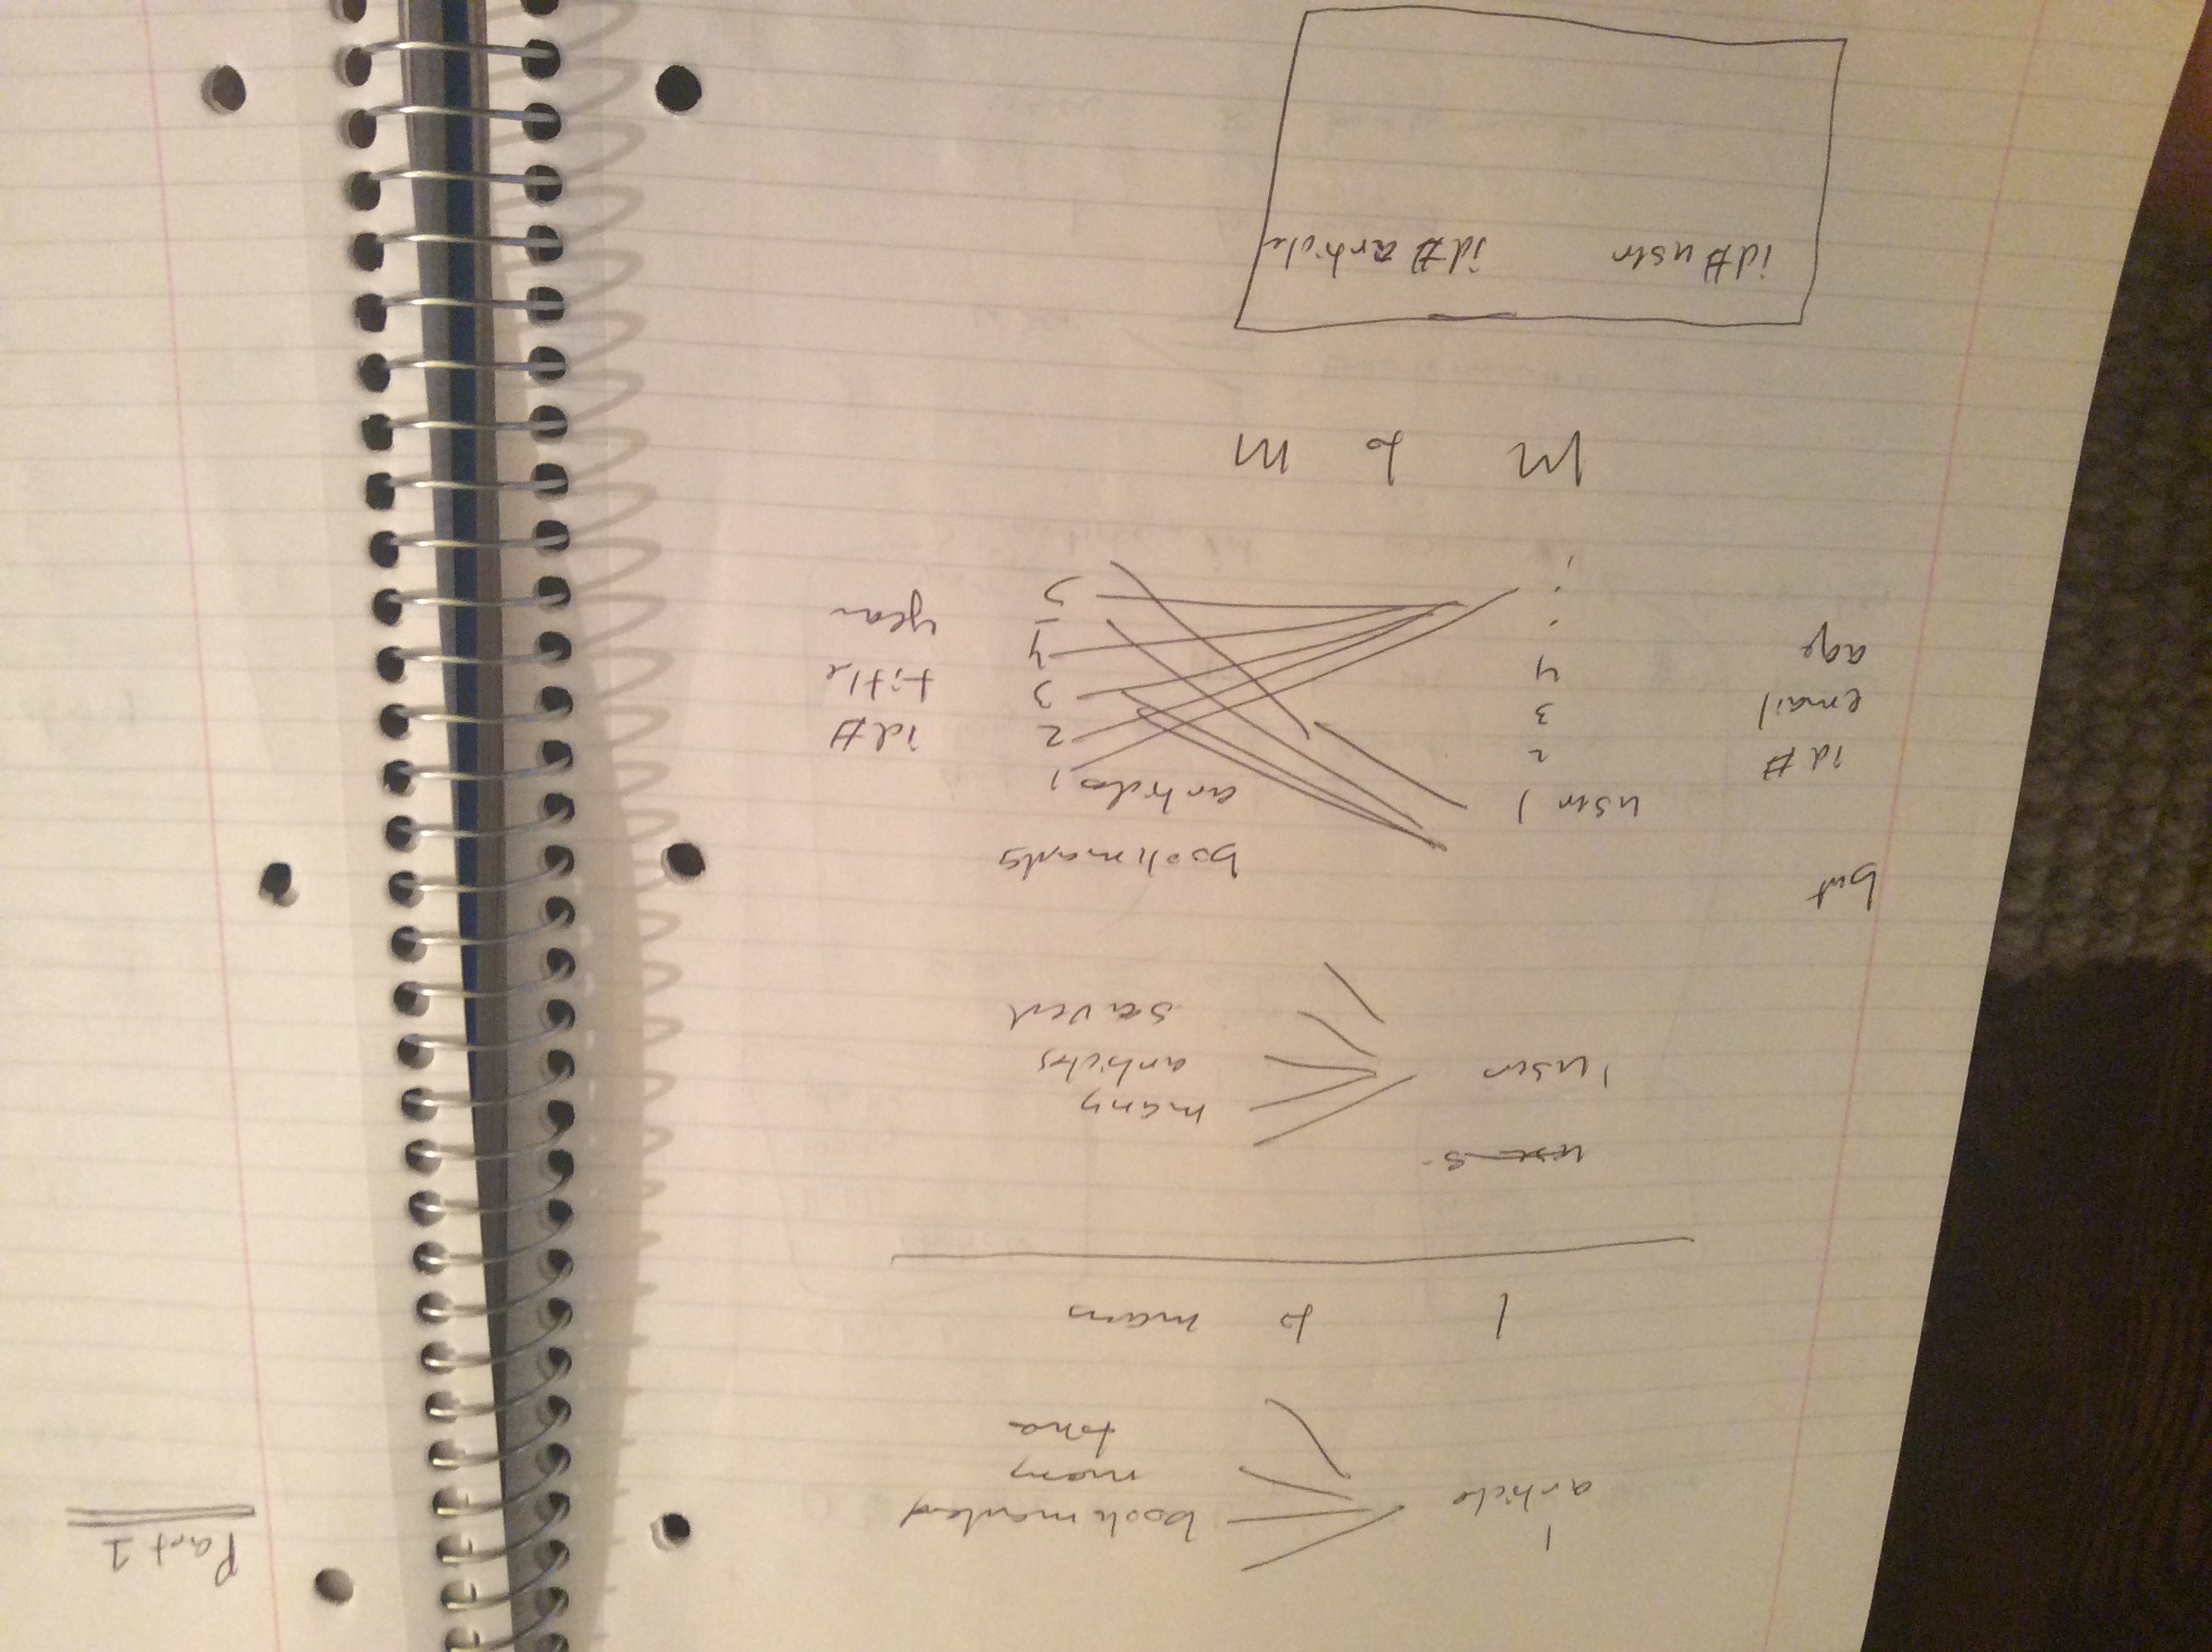 Part 1
1
article bookmarked
many
time
1 to many
users
1 user many
articles
saved
but
bookmarks
user 1 articles 1
id# 2 2 id#
email 3 3 title
age 4 4 year
5
M to M
id# user id# article